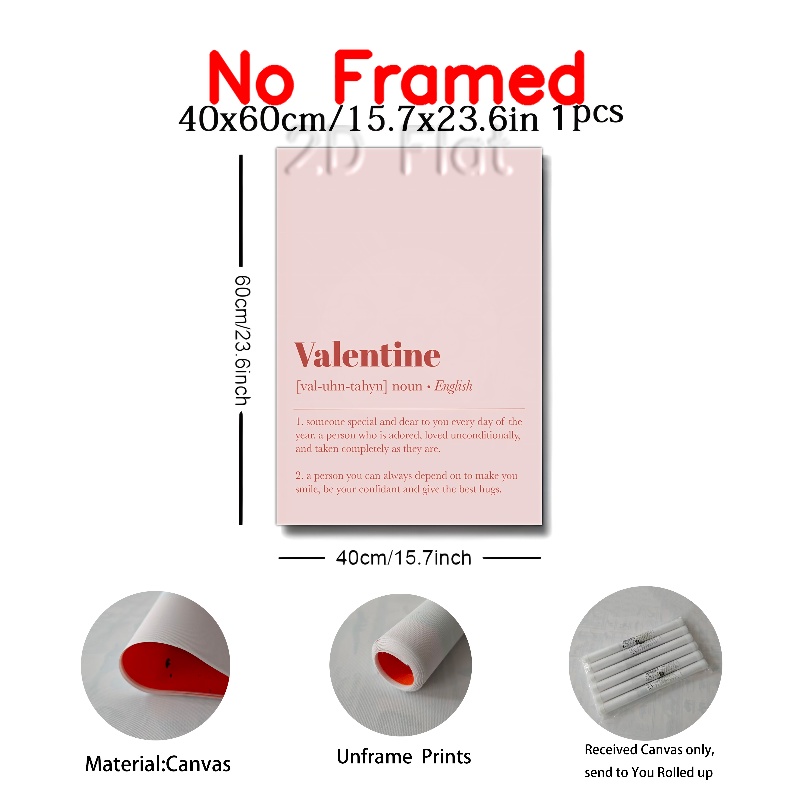 No Framed
40x60cm/15.7x23.6in 1pcs
2D Flat
60cm/23.6inch
Valentine
[val-uhn-tahyn] noun • English
1. someone special and dear to you every day of the
year. a person who is adored, loved unconditionally,
and taken completely as they are.
2. a person you can always depend on to make you
smile, be your confidant and give the best hugs.
40cm/15.7inch
Material:Canvas
Unframe Prints
Received Canvas only,
send to You Rolled up